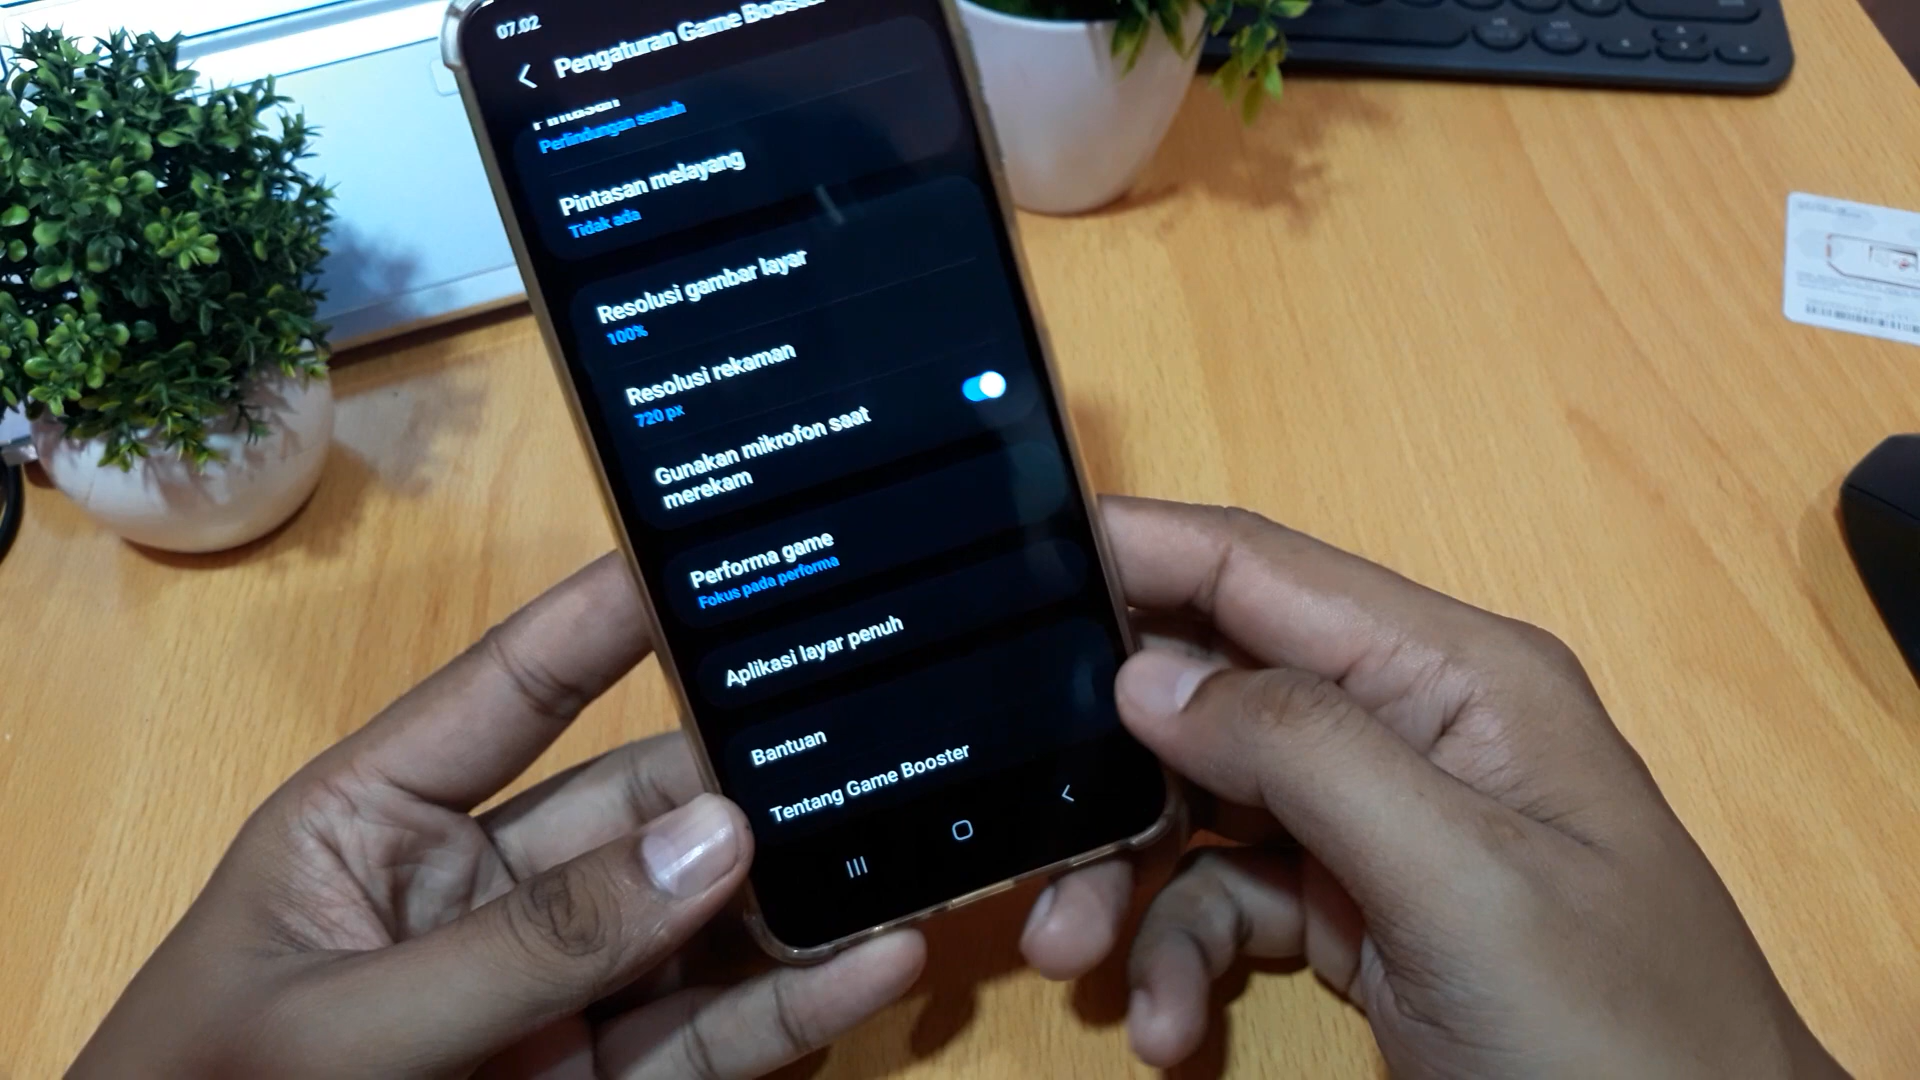 07.02
Pengaturan Game Booster
Pintasan
Perlindungan sentuh
Pintasan melayang
Tidak ada
Resolusi gambar layar
100%
Resolusi rekaman
720 px
Gunakan mikrofon saat
merekam
Performa game
Fokus pada performa
Aplikasi layar penuh
Bantuan
Tentang Game Booster